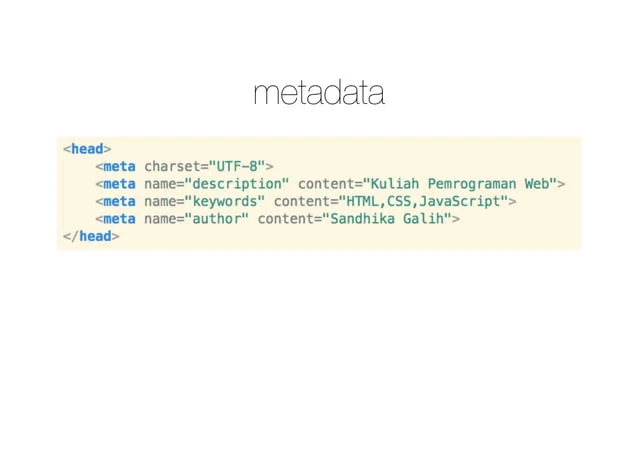 metadata
<head>
    <meta charset="UTF-8">
    <meta name="description" content="Kuliah Pemrograman Web">
    <meta name="keywords" content="HTML,CSS,JavaScript">
    <meta name="author" content="Sandhika Galih">
</head>